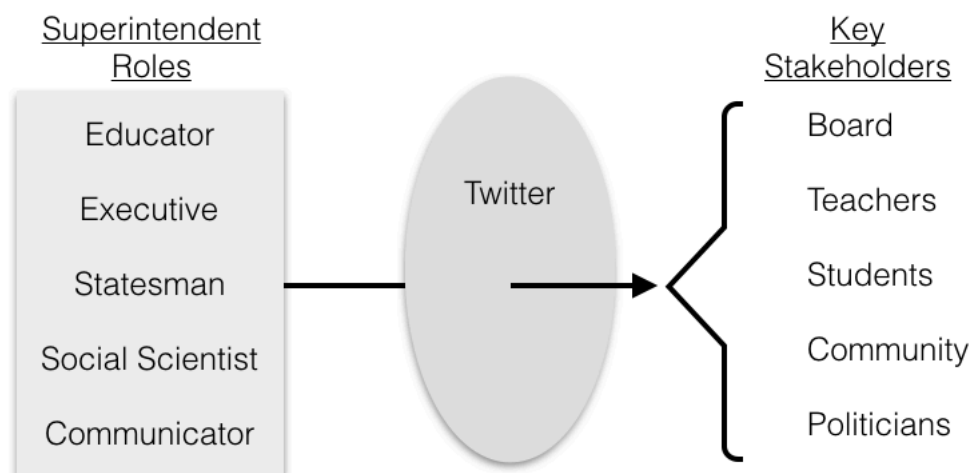 Superintendent
Roles
Educator
Executive
Statesman
Social Scientist
Communicator
Twitter
Key
Stakeholders
Board
Teachers
Students
Community
Politicians